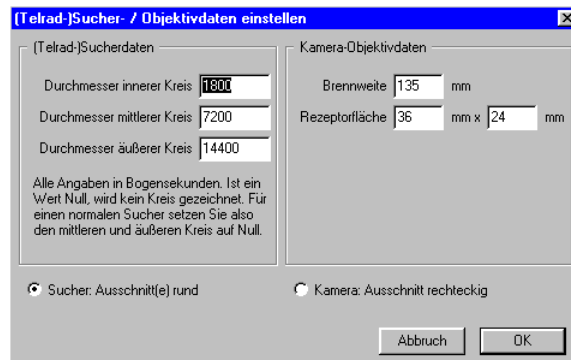 (Telrad-)Sucher- / Objektivdaten einstellen
(Telrad-)Sucherdaten
Durchmesser innerer Kreis 1800
Durchmesser mittlerer Kreis 7200
Durchmesser äußerer Kreis 14400
Alle Angaben in Bogensekunden. Ist ein
Wert Null, wird kein Kreis gezeichnet. Für
einen normalen Sucher setzen Sie also
den mittleren und äußeren Kreis auf Null.
Kamera-Objektivdaten
Brennweite 135 mm
Rezeptorfläche 36 mm x 24 mm
Sucher: Ausschnitt(e) rund
Kamera: Ausschnitt rechteckig
Abbruch
OK